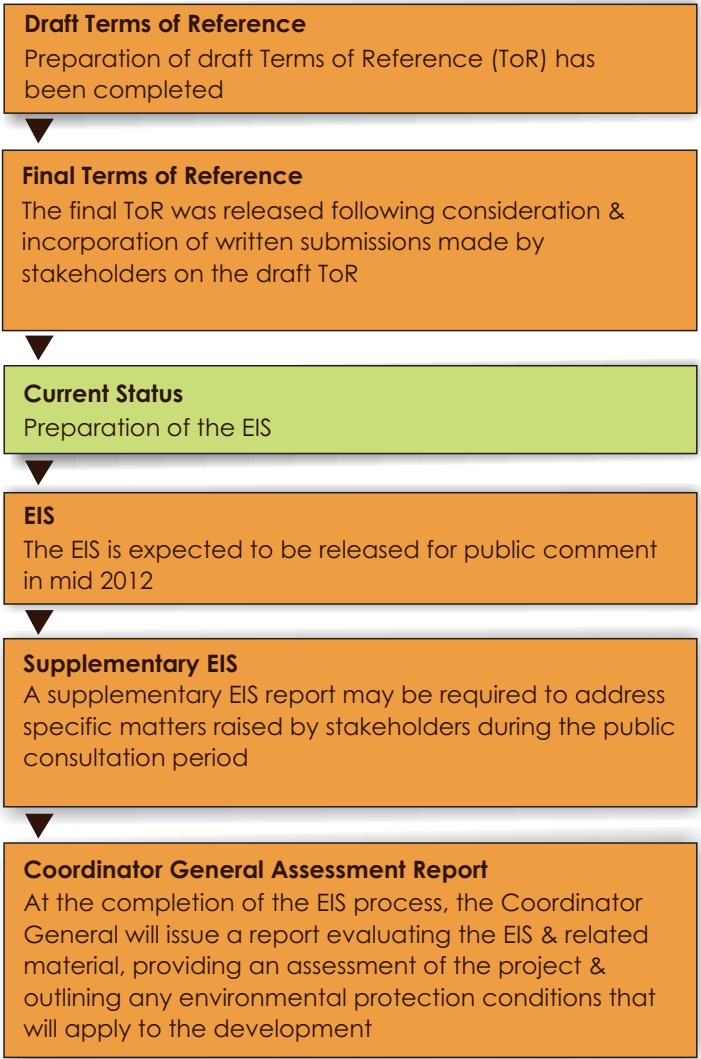 Draft Terms of Reference
Preparation of draft Terms of Reference (ToR) has
been completed
Final Terms of Reference
The final ToR was released following consideration &
incorporation of written submissions made by
stakeholders on the draft ToR
Current Status
Preparation of the EIS
EIS
The EIS is expected to be released for public comment
in mid 2012
Supplementary EIS
A supplementary EIS report may be required to address
specific matters raised by stakeholders during the public
consultation period
Coordinator General Assessment Report
At the completion of the EIS process, the Coordinator
General will issue a report evaluating the EIS & related
material, providing an assessment of the project &
outlining any environmental protection conditions that
will apply to the development